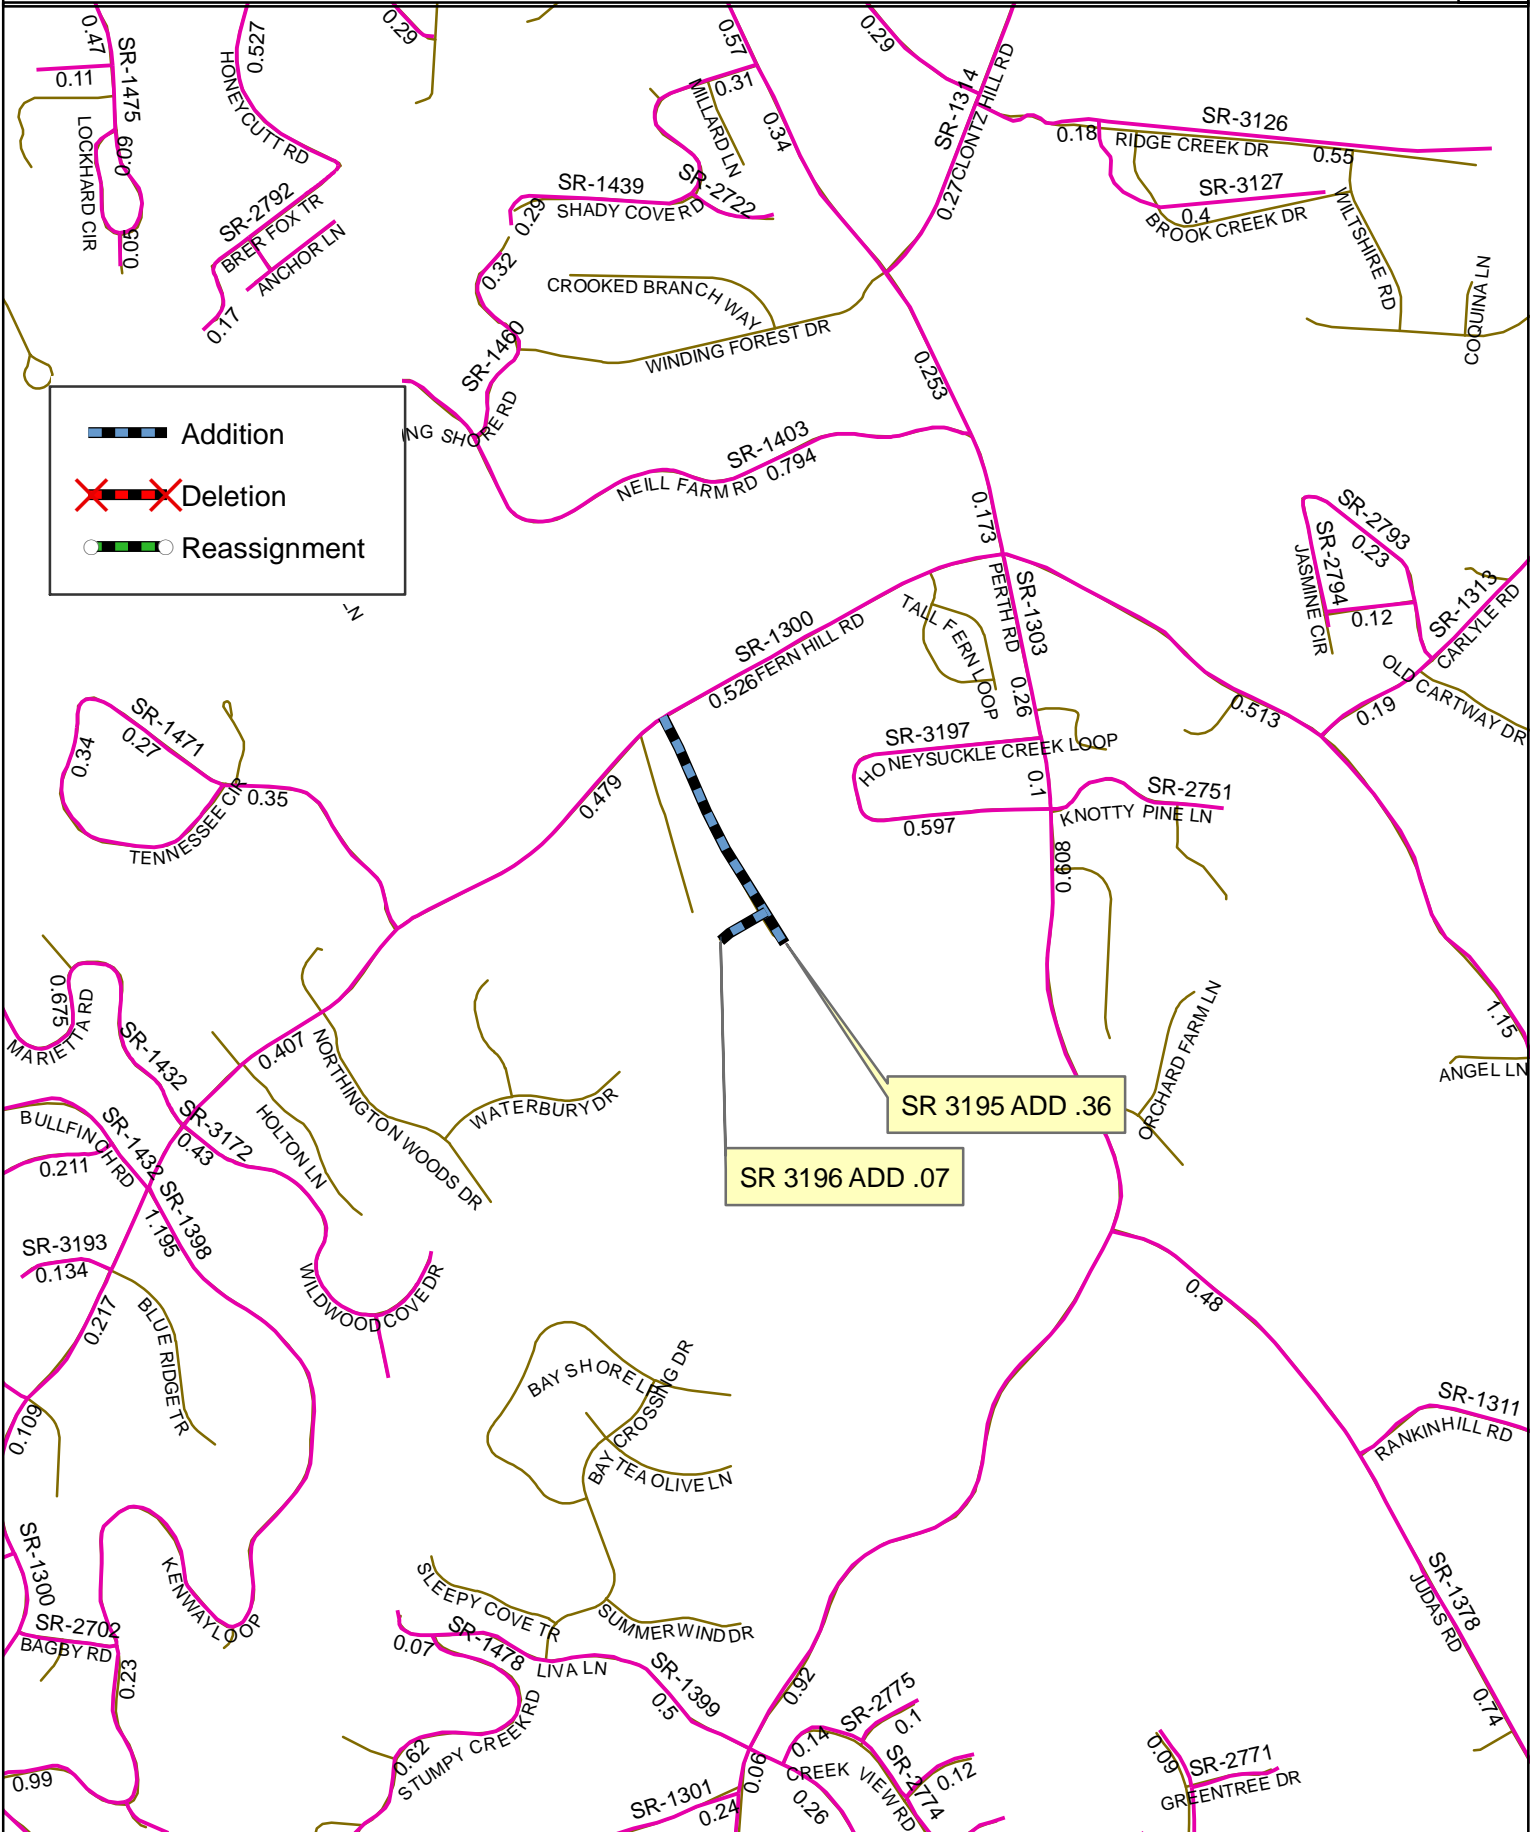 0.47
SR-1475
0.11
0.09
LOCKHARD CIR
0.05
HONEYCUTT RD
0.527
SR-2792
BRER FOX TR
ANCHOR LN
0.17
0.29
0.57
0.31
MILLARD LN
0.34
SR-1439
SHADY COVE RD
SR-2722
0.29
0.32
CROOKED BRANCH WAY
WINDING FOREST DR
SR-1460
0.29
SR-1314
CLONTZ HILL RD
0.27
0.18
SR-3126
RIDGE CREEK DR
0.55
SR-3127
0.4
BROOK CREEK DR
WILTSHIRE RD
COQUINA LN
0.253
Addition
Deletion
Reassignment
LN
ING SHORE RD
SR-1403
NEILL FARM RD
0.794
0.173
SR-2793
0.23
SR-2794
JASMINE CIR
0.12
SR-1313
CARLYLE RD
OLD CARTWAY DR
0.19
0.513
SR-1300
0.526
FERN HILL RD
TALL FERN LOOP
PERTH RD
SR-1303
0.26
SR-3197
HONEYSUCKLE CREEK LOOP
0.1
0.597
SR-2751
KNOTTY PINE LN
0.608
SR-1471
0.27
0.34
TENNESSEE CIR
0.35
0.479
0.675
MARIETTA RD
SR-1432
0.407
SR-3172
0.43
HOLTON LN
NORTHINGTON WOODS DR
WATERBURY DR
SR 3195 ADD .36
SR 3196 ADD .07
ORCHARD FARM LN
1.15
ANGEL LN
BULLFINCH RD
SR-1432
0.211
SR-1398
1.195
SR-3193
0.134
0.217
BLUE RIDGE TR
WILDWOOD COVE DR
0.48
0.109
BAY SHORE LP
BAY CROSSING DR
TEA OLIVE LN
SR-1311
RANKIN HILL RD
SR-1300
SR-2702
BAGBY RD
0.23
KENWAY LOOP
SLEEPY COVE TR
SUMMER WIND DR
0.07
SR-1478
LIVA LN
SR-1399
0.5
0.92
SR-1378
JUDAS RD
0.74
0.99
0.62
STUMPY CREEK RD
SR-1301
0.24
0.06
0.14
SR-2775
0.1
CREEK VIEW RD
SR-2774
0.12
0.26
0.09
SR-2771
GREENTREE DR